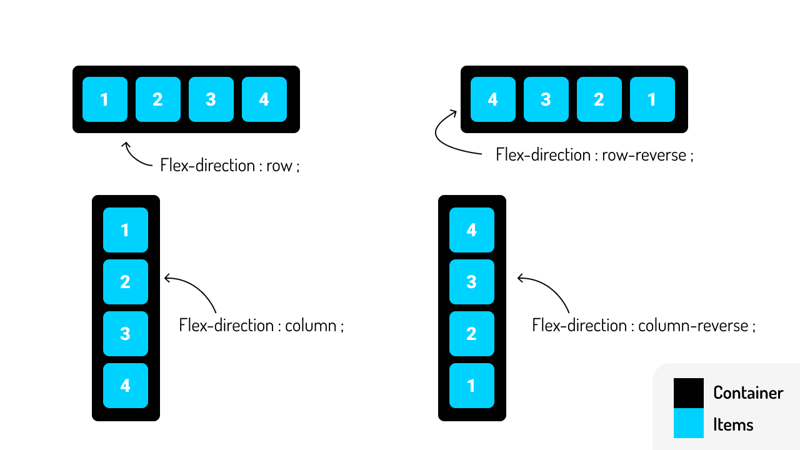 1 2 3 4
Flex-direction : row ;
4 3 2 1
Flex-direction : row-reverse ;
1
2
3
4
Flex-direction : column ;
4
3
2
1
Flex-direction : column-reverse ;
Container
Items